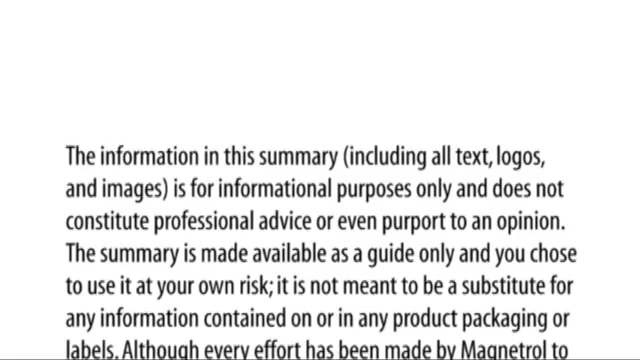 The information in this summary (including all text, logos,
and images) is for informational purposes only and does not
constitute professional advice or even purport to an opinion.
The summary is made available as a guide only and you chose
to use it at your own risk; it is not meant to be a substitute for
any information contained on or in any product packaging or
labels. Although every effort has been made by Magnetrol to